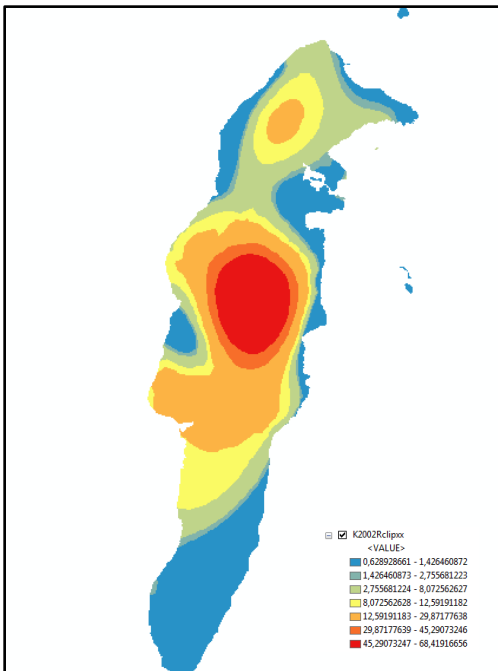 K2002Rclipxx
<VALUE>
0,628928661 - 1,426460872
1,426460873 - 2,755681223
2,755681224 - 8,072562627
8,072562628 - 12,59191182
12,59191183 - 29,87177638
29,87177639 - 45,29073246
45,29073247 - 68,41916656